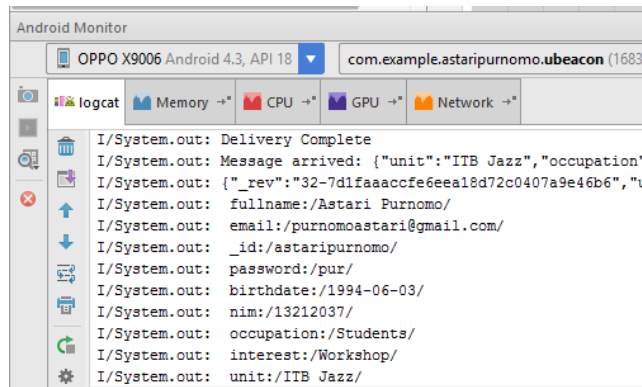 Android Monitor
OPPO X9006 Android 4.3, API 18 com.example.astaripurnomo.ubeacon (1683
logcat Memory CPU GPU Network
I/System.out: Delivery Complete
I/System.out: Message arrived: {"unit":"ITB Jazz","occupation"
I/System.out: {"_rev":"32-7d1faaaccfe6eea18d72c0407a9e46b6","u
I/System.out: fullname:/Astari Purnomo/
I/System.out: email:/purnomoastari@gmail.com/
I/System.out: _id:/astaripurnomo/
I/System.out: password:/pur/
I/System.out: birthdate:/1994-06-03/
I/System.out: nim:/13212037/
I/System.out: occupation:/Students/
I/System.out: interest:/Workshop/
I/System.out: unit:/ITB Jazz/